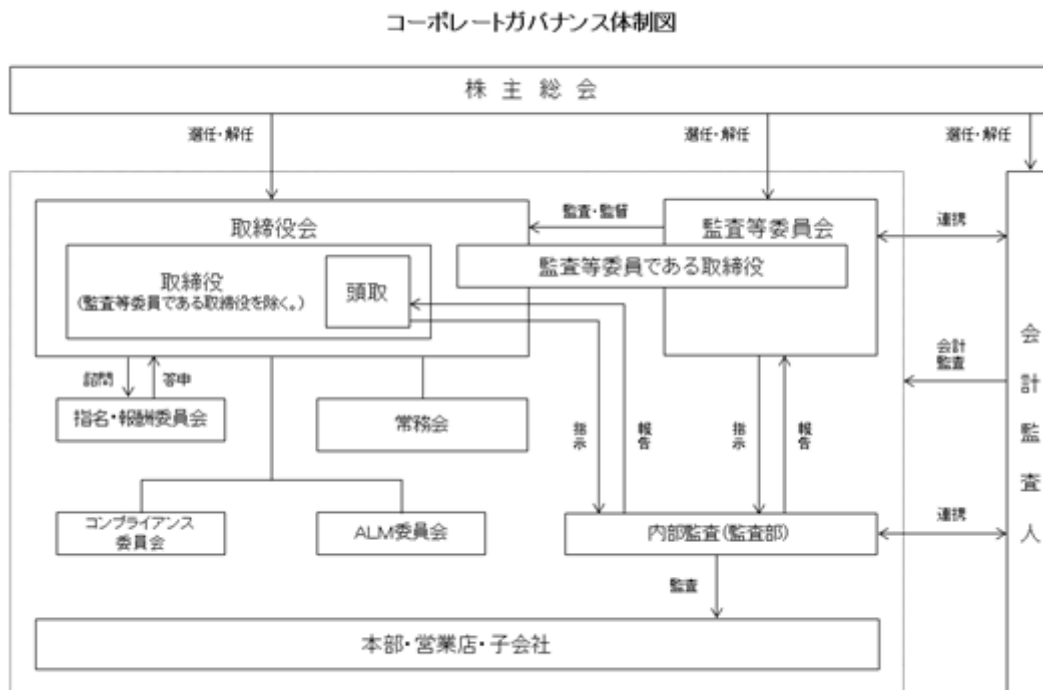 コーポレートガバナンス体制図
株主総会
選任・解任
選任・解任
選任・解任
取締役会
監査・監督
監査等委員会
連携
監査等委員である取締役
取締役
(監査等委員である取締役を除く。)
頭取
会計監査人
会計
監査
諮問
答申
指名・報酬委員会
常務会
指示
報告
指示
報告
コンプライアンス
委員会
ALM委員会
内部監査(監査部)
連携
監査
本部・営業店・子会社